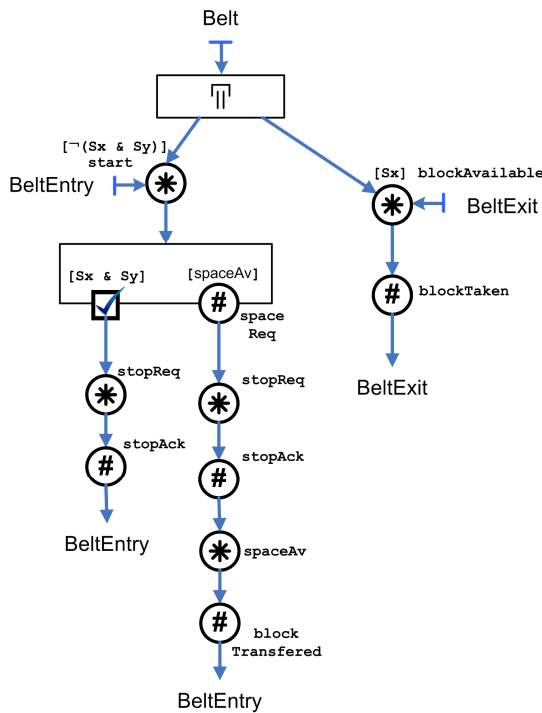 Belt
[¬(Sx & Sy)]
start
BeltEntry
[Sx] blockAvailable
BeltExit
[Sx & Sy]
[spaceAv]
#
space
Req
#
blockTaken
BeltExit
stopReq
stopReq
stopAck
#
stopAck
#
BeltEntry
spaceAv
#
block
Transfered
BeltEntry